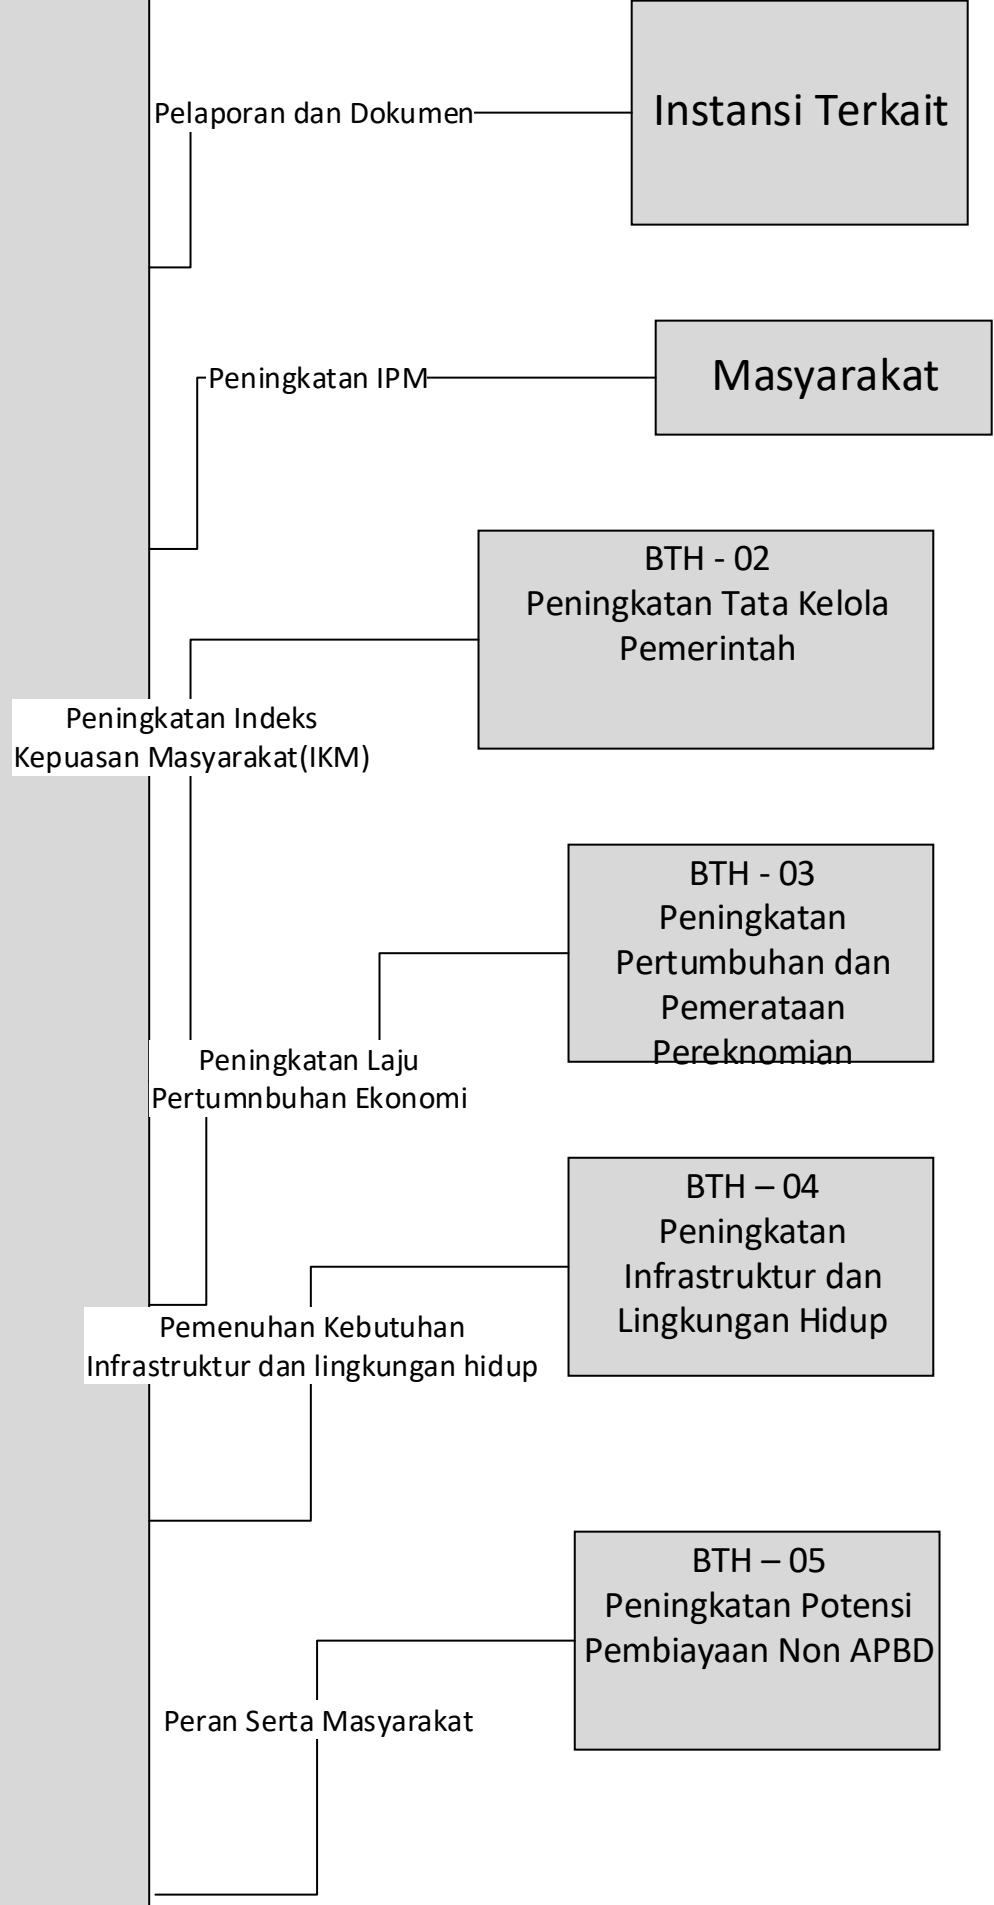 Pelaporan dan Dokumen
Instansi Terkait
Peningkatan IPM
Masyarakat
BTH - 02
Peningkatan Tata Kelola
Pemerintah
Peningkatan Indeks
Kepuasan Masyarakat(IKM)
BTH - 03
Peningkatan
Pertumbuhan dan
Pemerataan
Pereknomian
Peningkatan Laju
Pertumnbuhan Ekonomi
BTH – 04
Peningkatan
Infrastruktur dan
Lingkungan Hidup
Pemenuhan Kebutuhan
Infrastruktur dan lingkungan hidup
BTH – 05
Peningkatan Potensi
Pembiayaan Non APBD
Peran Serta Masyarakat